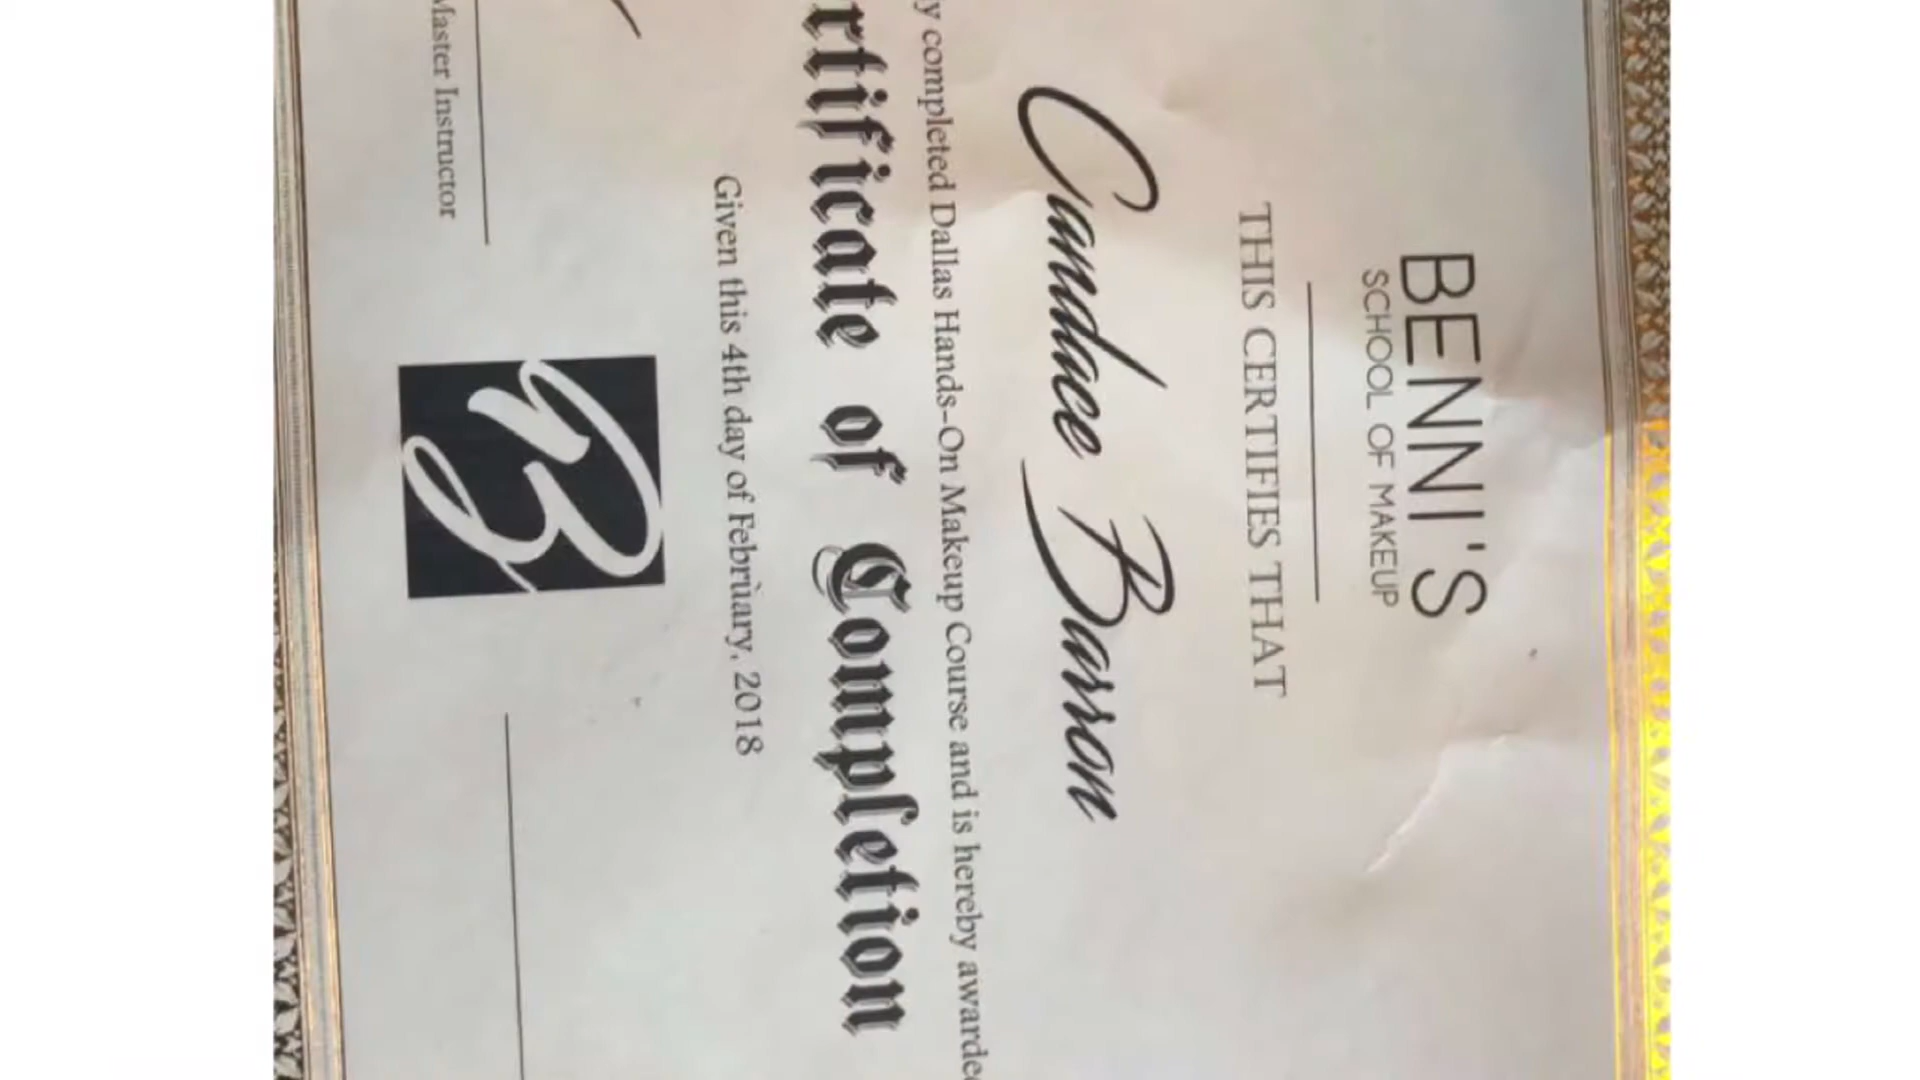 BENNI'S
SCHOOL OF MAKEUP
THIS CERTIFIES THAT
Candace Barron
y completed Dallas Hands-On Makeup Course and is hereby awarde
rtificate of Completion
Given this 4th day of February, 2018
B
Master Instructor